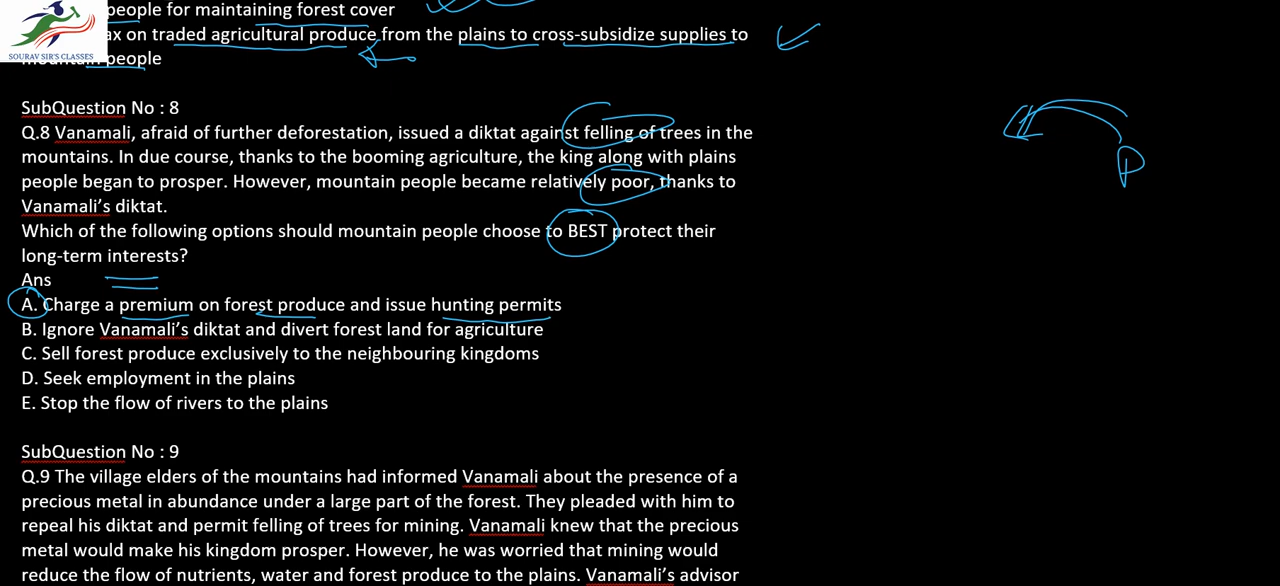 people for maintaining forest cover
ax on traded agricultural produce from the plains to cross-subsidize supplies to
mountain people
SOURAV SIR'S CLASSES
SubQuestion No : 8
Q.8 Vanamali, afraid of further deforestation, issued a diktat against felling of trees in the
mountains. In due course, thanks to the booming agriculture, the king along with plains
people began to prosper. However, mountain people became relatively poor, thanks to
Vanamali's diktat.
Which of the following options should mountain people choose to BEST protect their
long-term interests?
Ans
A. Charge a premium on forest produce and issue hunting permits
B. Ignore Vanamali's diktat and divert forest land for agriculture
C. Sell forest produce exclusively to the neighbouring kingdoms
D. Seek employment in the plains
E. Stop the flow of rivers to the plains
P
SubQuestion No : 9
Q.9 The village elders of the mountains had informed Vanamali about the presence of a
precious metal in abundance under a large part of the forest. They pleaded with him to
repeal his diktat and permit felling of trees for mining. Vanamali knew that the precious
metal would make his kingdom prosper. However, he was worried that mining would
reduce the flow of nutrients, water and forest produce to the plains. Vanamali's advisor